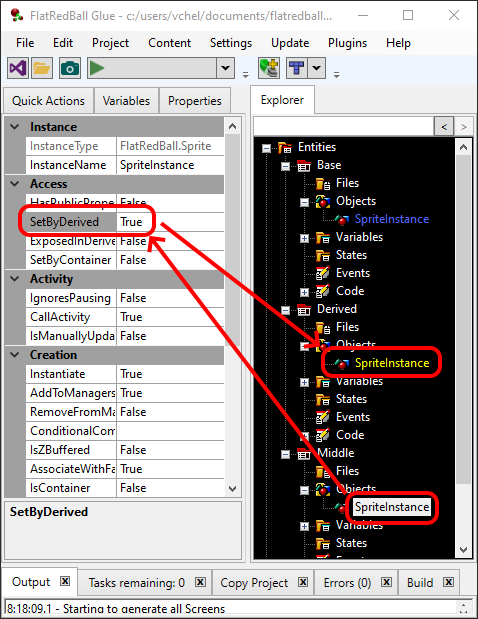 FlatRedBall Glue - c:/users/vchel/documents/flatredball...
File Project Content Settings Update Plugins Help
Quick Actions Variables Properties
Explorer
Instance
InstanceType FlatRedBall.Sprite
InstanceName SpriteInstance
Access
HasPublicPrope False
SetByDerived True
ExposedInDerive False
SetByContainer False
Activity
IgnoresPausing False
CallActivity True
IsManuallyUpda False
Creation
Instantiate True
AddToManagers True
RemoveFromMa False
ConditionalCom
IsZBuffered False
AssociateWithFa True
IsContainer False
SetByDerived
< >
Entities
Base
Files
Objects
SpriteInstance
Variables
States
Events
Code
Derived
Files
Objects
SpriteInstance
Variables
States
Events
Code
Middle
Files
Objects
SpriteInstance
Variables
States
Output Tasks remaining: 0 Copy Project Errors (0) Build
8:18:09.1 - Starting to generate all Screens